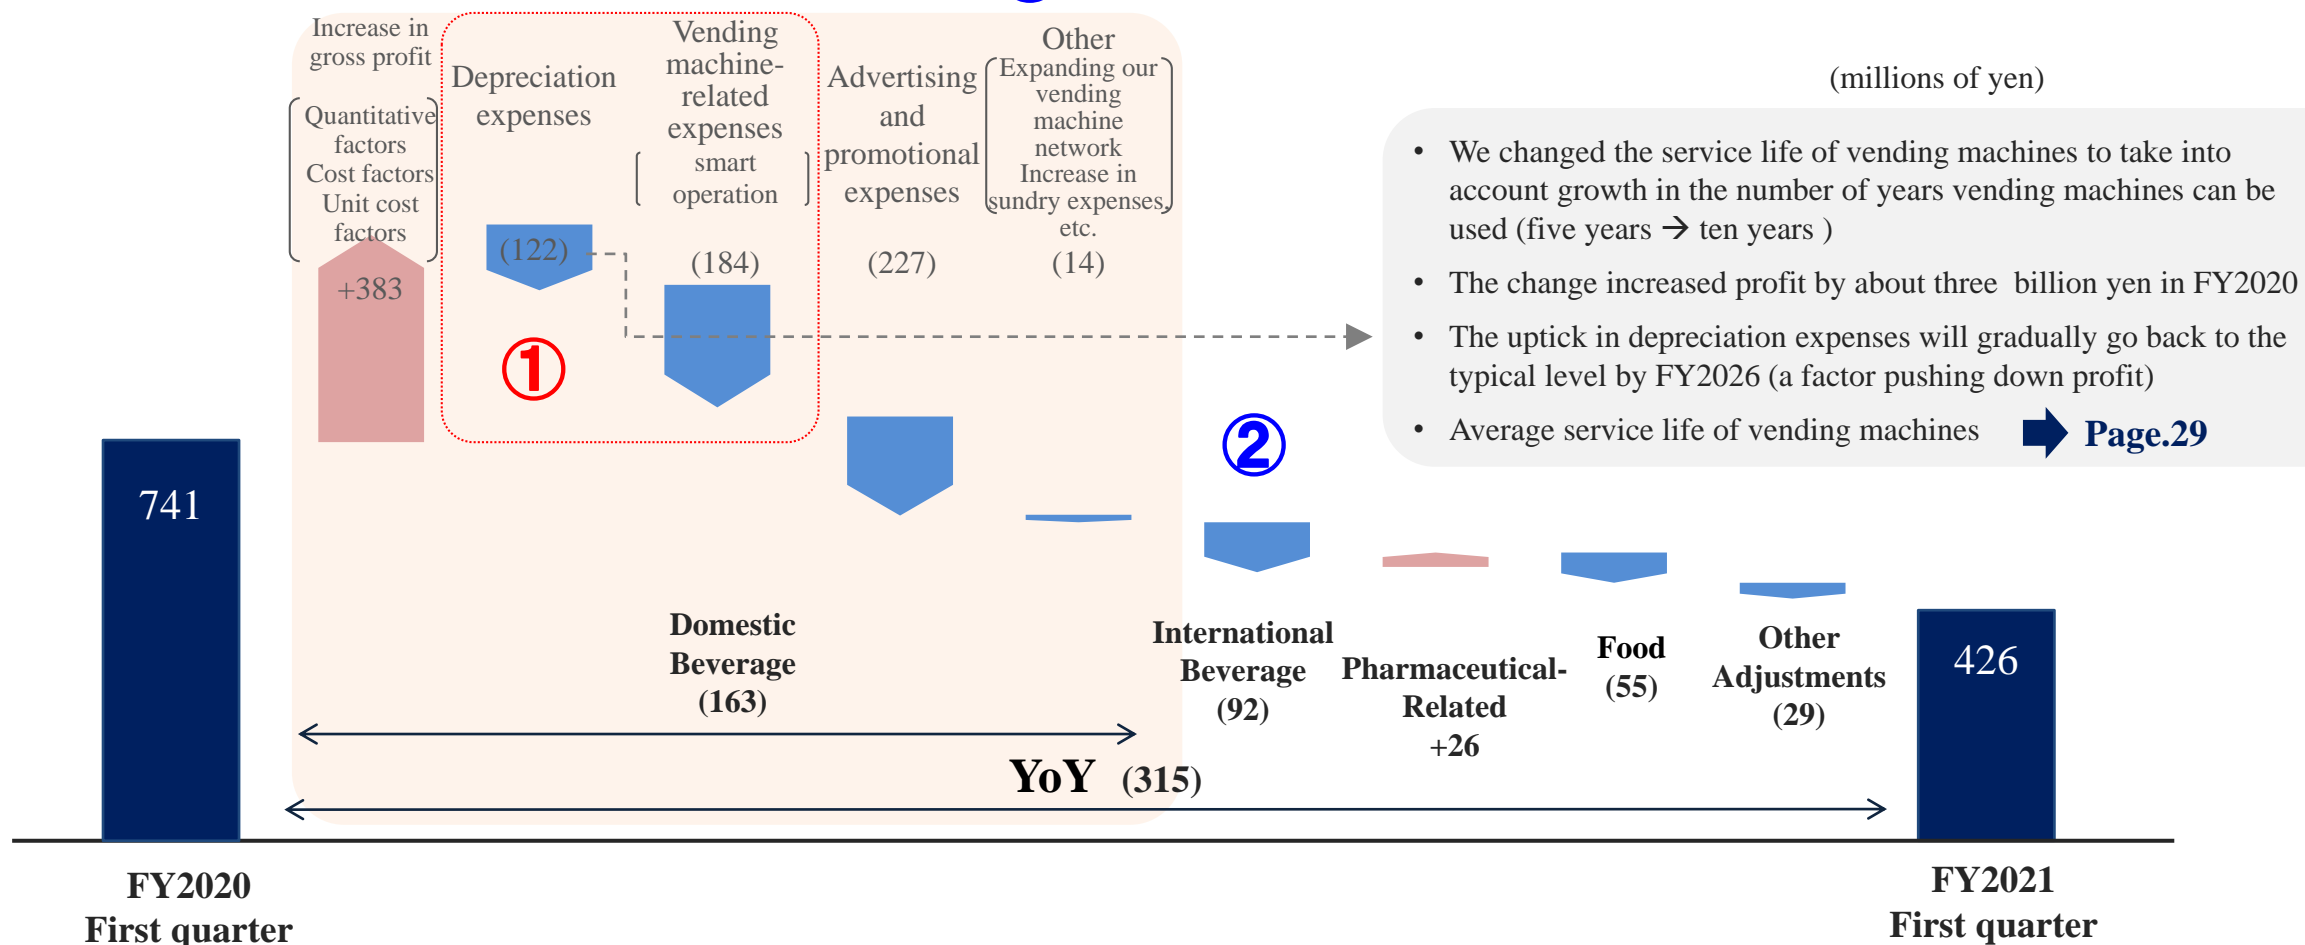 Increase in
gross profit
Quantitative
factors
Cost factors
Unit cost
factors
+383
Depreciation
expenses
(122)
Vending
machine-
related
expenses
smart
operation
(184)
Advertising
and
promotional
expenses
(227)
Other
Expanding our
vending
machine
network
Increase in
sundry expenses,
etc.
(14)
(millions of yen)
• We changed the service life of vending machines to take into
account growth in the number of years vending machines can be
used (five years → ten years )
• The change increased profit by about three billion yen in FY2020
• The uptick in depreciation expenses will gradually go back to the
typical level by FY2026 (a factor pushing down profit)
• Average service life of vending machines
Page.29
①
②
741
Domestic
Beverage
(163)
International
Beverage
(92)
Pharmaceutical-
Related
+26
Food
(55)
Other
Adjustments
(29)
426
YoY (315)
FY2020
First quarter
FY2021
First quarter